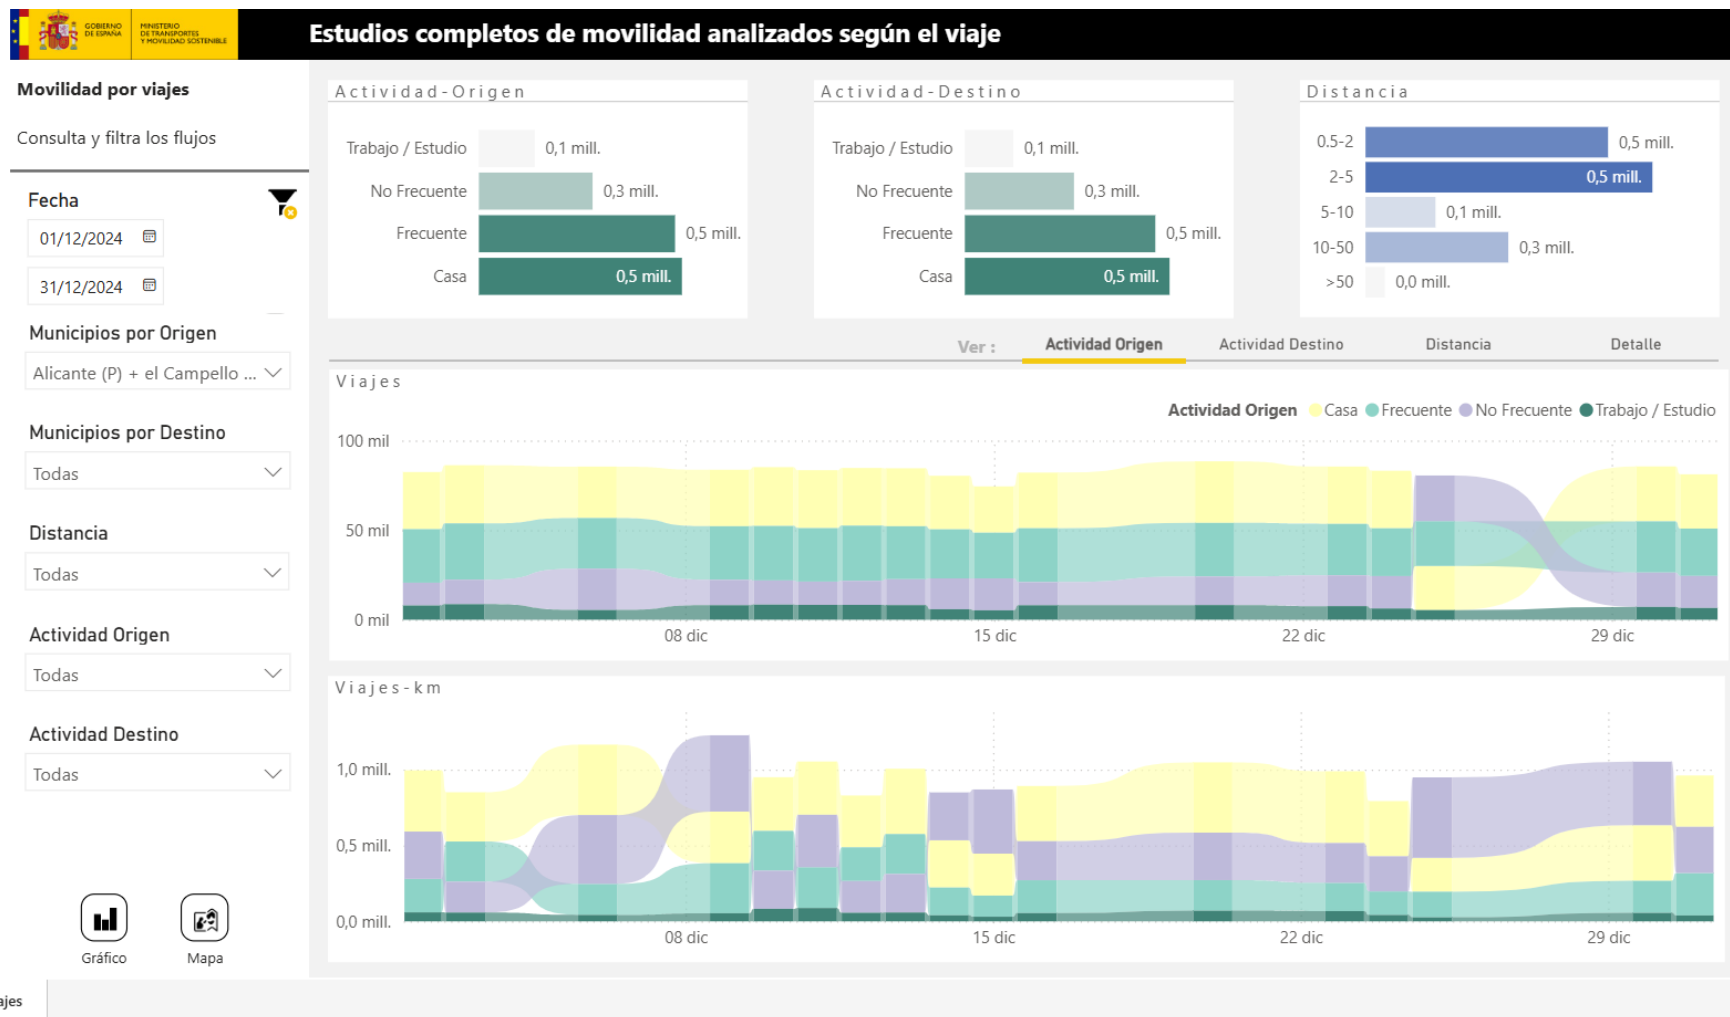 GOBIERNO
DE ESPAÑA
MINISTERIO
DE TRANSPORTES
Y MOVILIDAD SOSTENIBLE
Estudios completos de movilidad analizados según el viaje
Movilidad por viajes
Consulta y filtra los flujos
Fecha
01/12/2024
31/12/2024
Municipios por Origen
Alicante (P) + el Campello ...
Municipios por Destino
Todas
Distancia
Todas
Actividad Origen
Todas
Actividad Destino
Todas
Gráfico
Mapa
Actividad-Origen
Trabajo / Estudio 0,1 mill.
No Frecuente 0,3 mill.
Frecuente 0,5 mill.
Casa 0,5 mill.
Actividad-Destino
Trabajo / Estudio 0,1 mill.
No Frecuente 0,3 mill.
Frecuente 0,5 mill.
Casa 0,5 mill.
Distancia
0.5-2 0,5 mill.
2-5 0,5 mill.
5-10 0,1 mill.
10-50 0,3 mill.
>50 0,0 mill.
Ver : Actividad Origen Actividad Destino Distancia Detalle
Viajes
Actividad Origen Casa Frecuente No Frecuente Trabajo / Estudio
100 mil
50 mil
0 mil
08 dic 15 dic 22 dic 29 dic
Viajes-km
1,0 mill.
0,5 mill.
0,0 mill.
08 dic 15 dic 22 dic 29 dic
ajes